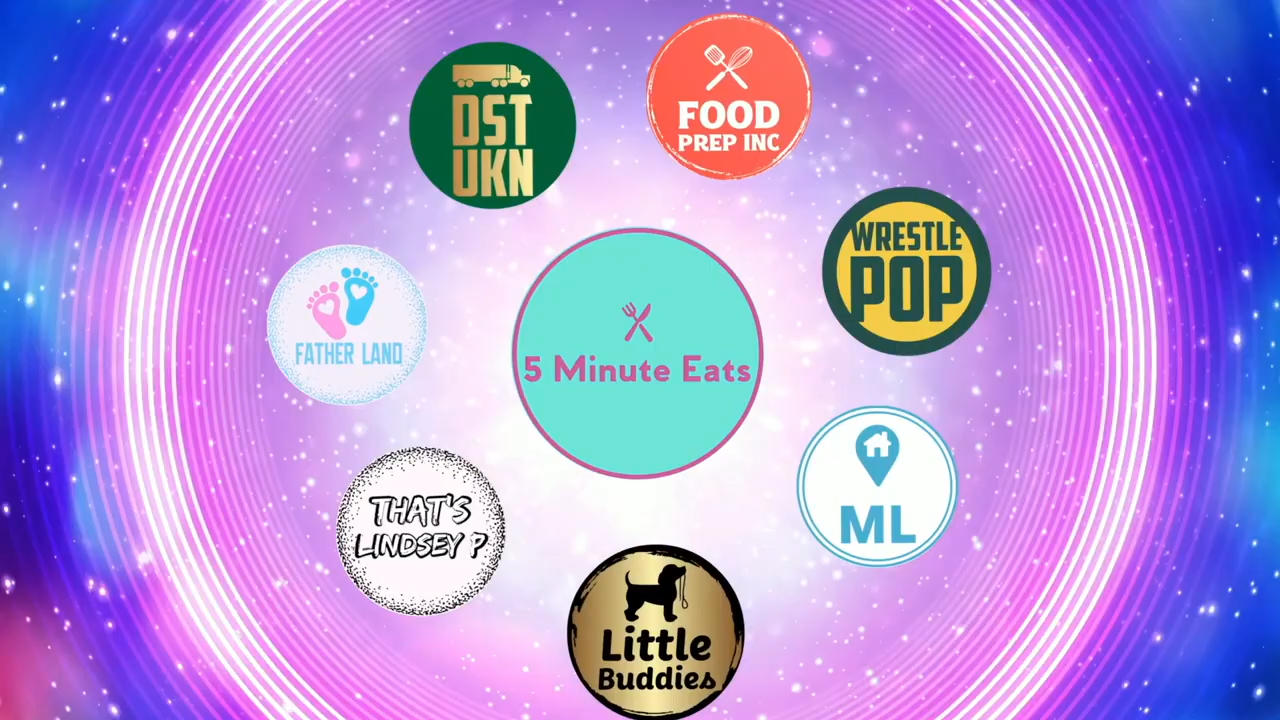 DST
UKN
FOOD
PREP INC
WRESTLE
POP
FATHER LAND
5 Minute Eats
THAT'S
LINDSEY P
ML
Little
Buddies